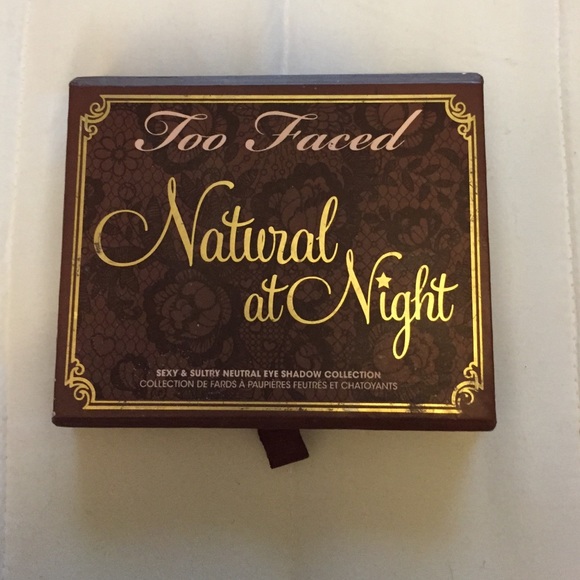 Too Faced
Natural
at Night
SEXY & SULTRY NEUTRAL EYE SHADOW COLLECTION
COLLECTION DE FARDS À PAUPIÈRES FEUTRÉS ET CHATOYANTS